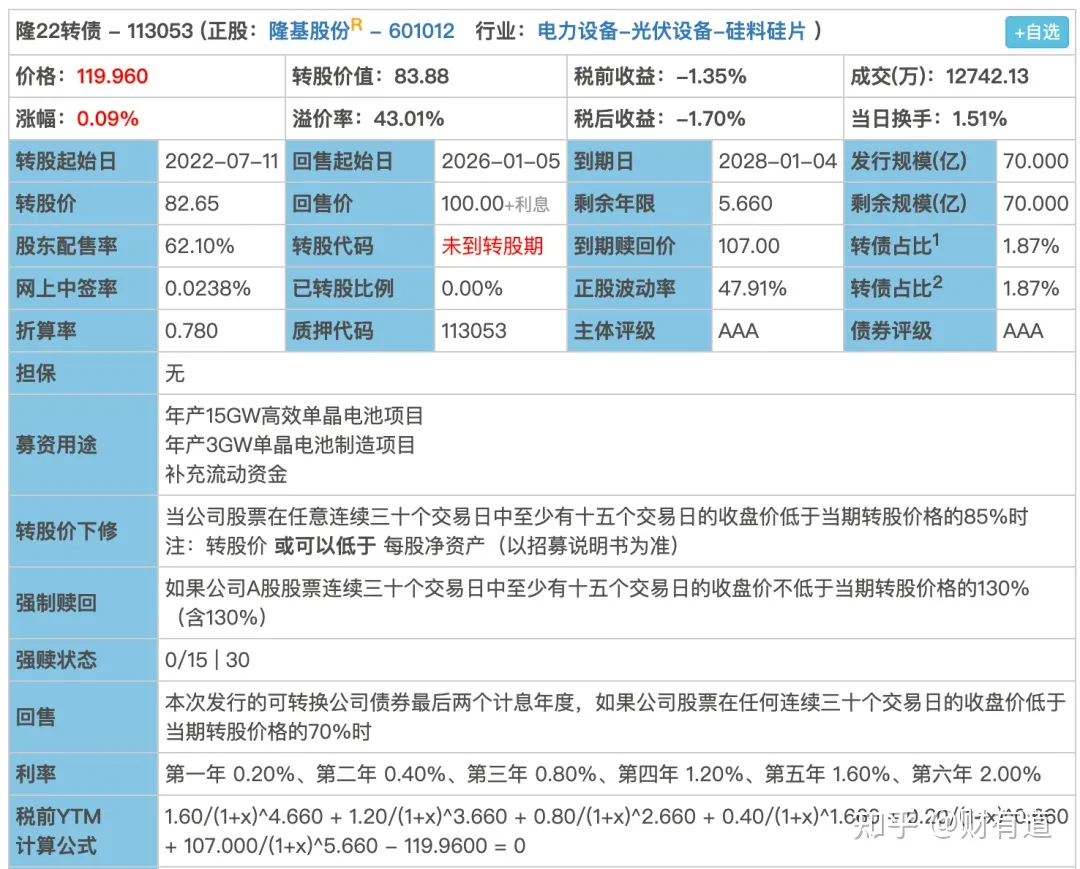 隆22转债 – 113053 (正股：隆基股份R – 601012 行业：电力设备–光伏设备–硅料硅片 ) +自选
价格：119.960 转股价值：83.88 税前收益：–1.35% 成交(万)：12742.13
涨幅：0.09% 溢价率：43.01% 税后收益：–1.70% 当日换手：1.51%
转股起始日 2022–07–11 回售起始日 2026–01–05 到期日 2028–01–04 发行规模(亿) 70.000
转股价 82.65 回售价 100.00+利息 剩余年限 5.660 剩余规模(亿) 70.000
股东配售率 62.10% 转股代码 未到转股期 到期赎回价 107.00 转债占比1 1.87%
网上中签率 0.0238% 已转股比例 0.00% 正股波动率 47.91% 转债占比2 1.87%
折算率 0.780 质押代码 113053 主体评级 AAA 债券评级 AAA
担保 无
募资用途
年产15GW高效单晶电池项目
年产3GW单晶电池制造项目
补充流动资金
转股价下修
当公司股票在任意连续三十个交易日中至少有十五个交易日的收盘价低于当期转股价格的85%时
注：转股价 或可以低于 每股净资产（以招募说明书为准）
强制赎回
如果公司A股股票连续三十个交易日中至少有十五个交易日的收盘价不低于当期转股价格的130%
（含130%）
强赎状态 0/15 | 30
回售
本次发行的可转换公司债券最后两个计息年度，如果公司股票在任何连续三十个交易日的收盘价低于
当期转股价格的70%时
利率 第一年 0.20%、第二年 0.40%、第三年 0.80%、第四年 1.20%、第五年 1.60%、第六年 2.00%
税前YTM
计算公式
1.60/(1+x)^4.660 + 1.20/(1+x)^3.660 + 0.80/(1+x)^2.660 + 0.40/(1+x)^1.660 + 0.20/(1+x)^0.660
+ 107.000/(1+x)^5.660 – 119.9600 = 0
知乎 @财有道